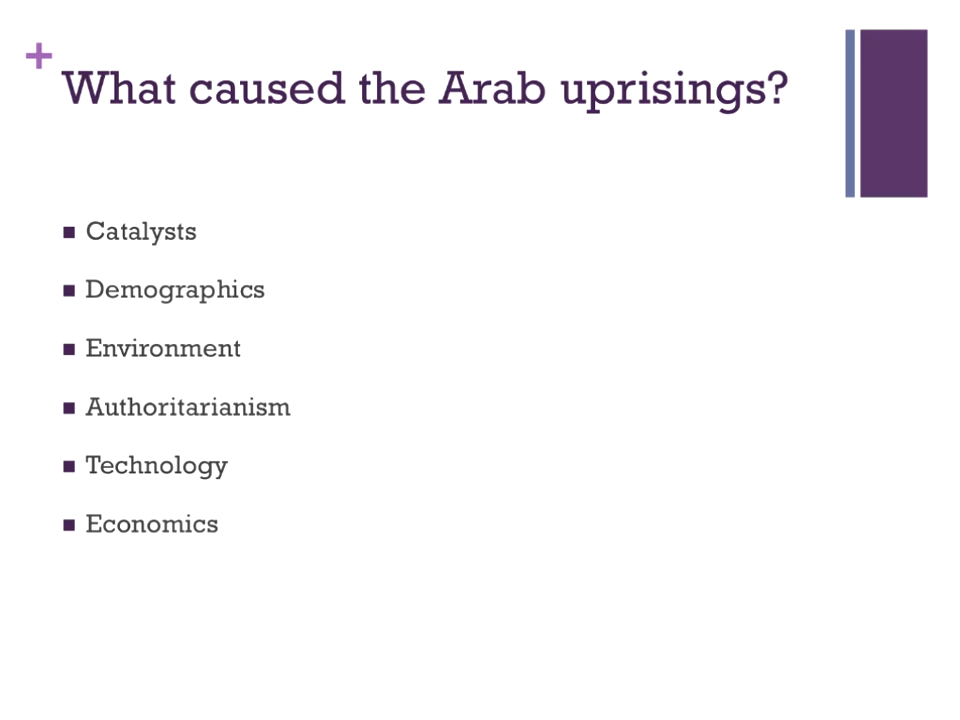 +
What caused the Arab uprisings?
Catalysts
Demographics
Environment
Authoritarianism
Technology
Economics